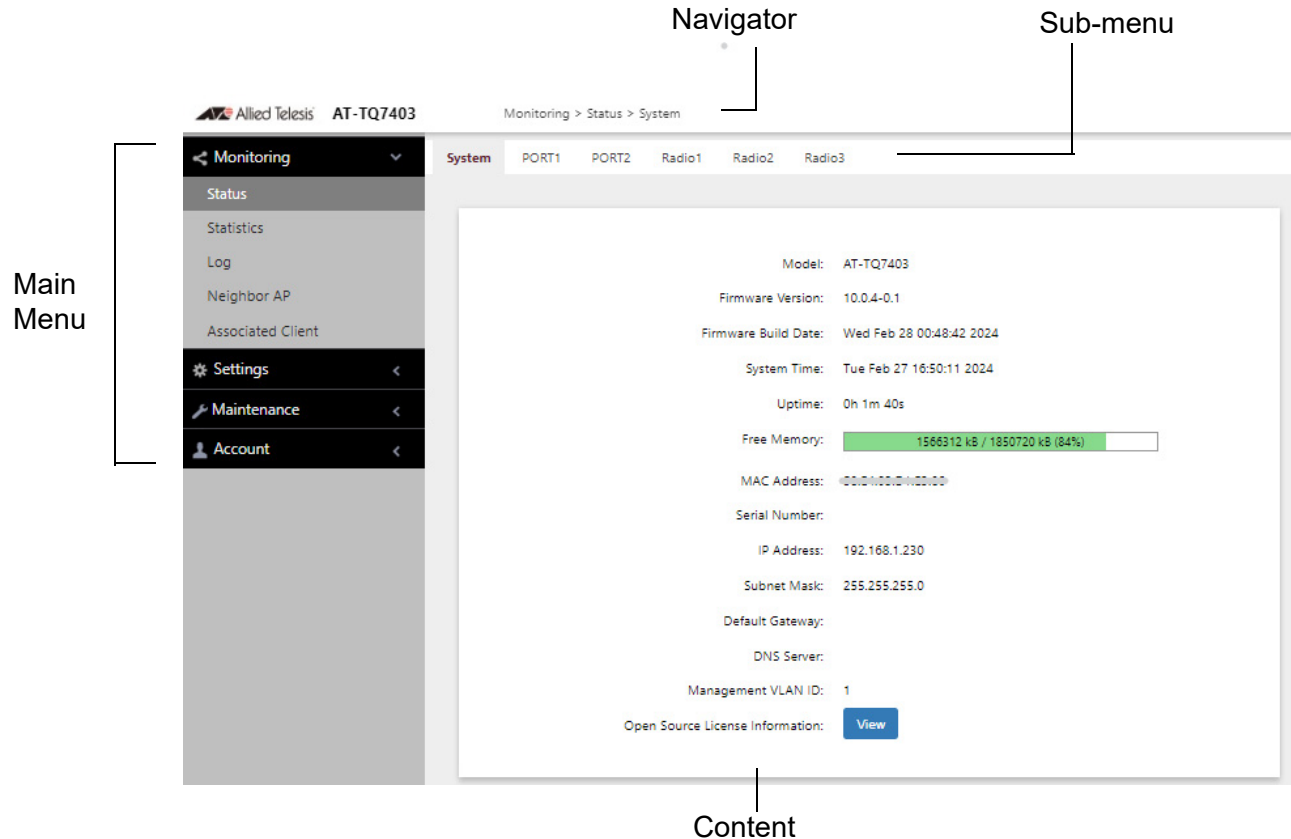 Navigator
Sub-menu
Allied Telesis AT-TQ7403
Monitoring > Status > System
Monitoring
System PORT1 PORT2 Radio1 Radio2 Radio3
Status
Statistics
Log
Neighbor AP
Associated Client
Settings
Maintenance
Account
Main
Menu
Model: AT-TQ7403
Firmware Version: 10.0.4-0.1
Firmware Build Date: Wed Feb 28 00:48:42 2024
System Time: Tue Feb 27 16:50:11 2024
Uptime: 0h 1m 40s
Free Memory: 1566312 kB / 1850720 kB (84%)
MAC Address:
Serial Number:
IP Address: 192.168.1.230
Subnet Mask: 255.255.255.0
Default Gateway:
DNS Server:
Management VLAN ID: 1
Open Source License Information: View
Content